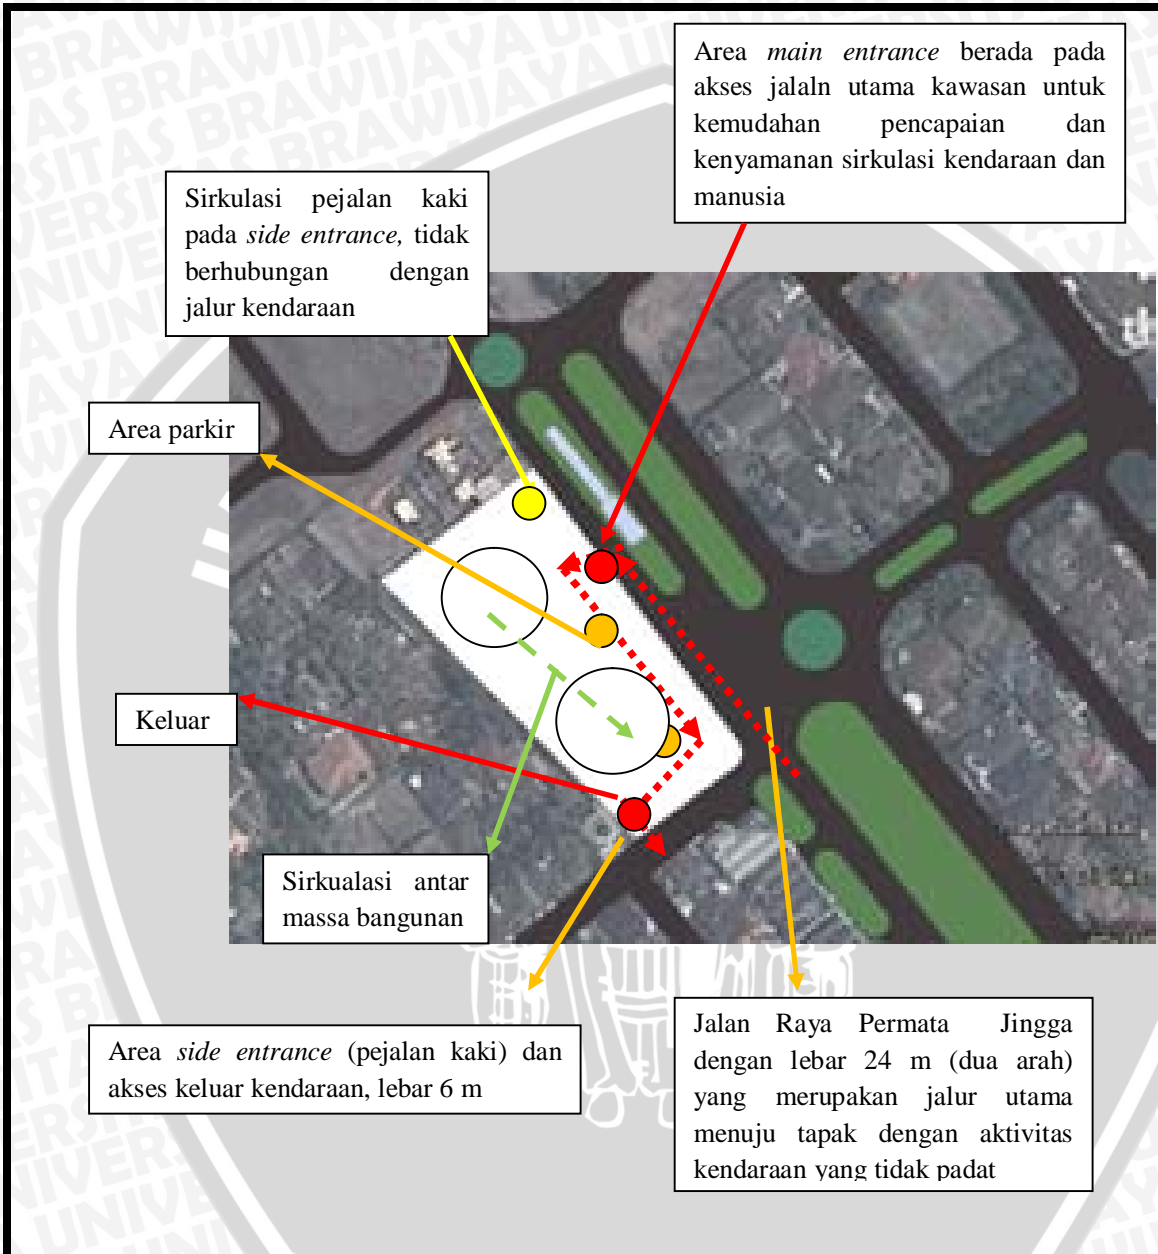 Area main entrance berada pada
akses jalaln utama kawasan untuk
kemudahan pencapaian dan
kenyamanan sirkulasi kendaraan dan
manusia
Sirkulasi pejalan kaki
pada side entrance, tidak
berhubungan dengan
jalur kendaraan
Area parkir
Keluar
Sirkualasi antar
massa bangunan
Area side entrance (pejalan kaki) dan
akses keluar kendaraan, lebar 6 m
Jalan Raya Permata Jingga
dengan lebar 24 m (dua arah)
yang merupakan jalur utama
menuju tapak dengan aktivitas
kendaraan yang tidak padat